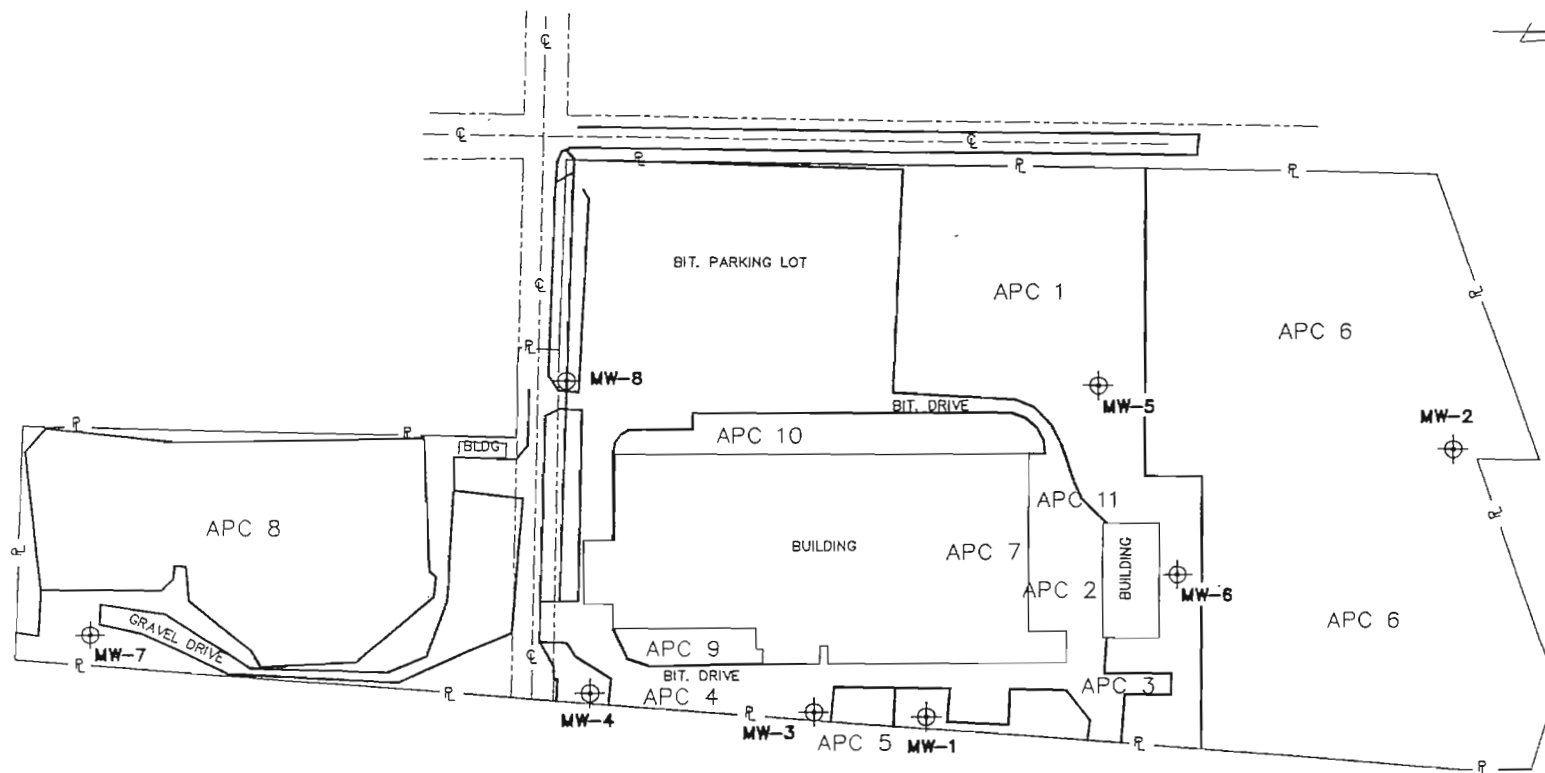 ℄
℄
℄
℄
℄
℄
℄
℄
BIT. PARKING LOT
APC 1
℄
℄
APC 6
℄
MW-8
MW-5
BIT. DRIVE
MW-2
℄
℄
APC 10
BLDG
APC 11
℄
APC 8
BUILDING
APC 7
℄
BUILDING
APC 2
MW-6
APC 6
GRAVEL DRIVE
MW-7
APC 9
℄
℄
BIT. DRIVE
APC 4
APC 3
℄
MW-4
℄
MW-3
APC 5
MW-1
℄
℄